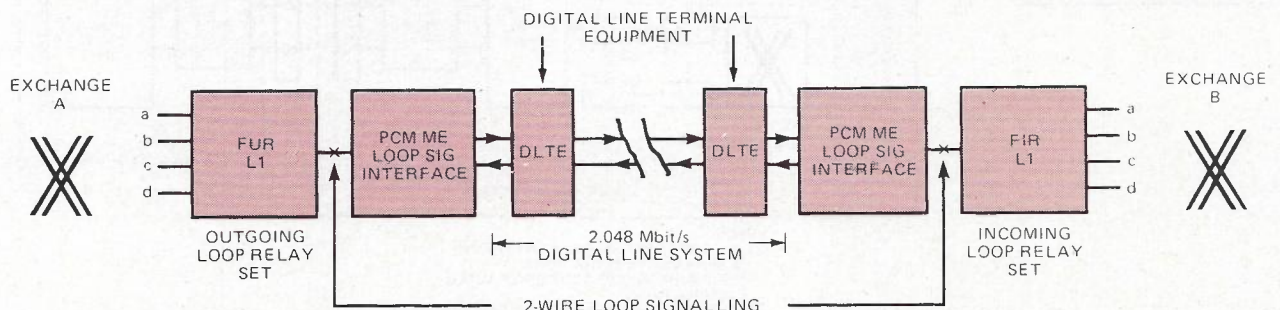 DIGITAL LINE TERMINAL
EQUIPMENT
EXCHANGE
A
a
b
c
d
FUR
L1
OUTGOING
LOOP RELAY
SET
PCM ME
LOOP SIG
INTERFACE
DLTE
2.048 Mbit/s
DIGITAL LINE SYSTEM
DLTE
PCM ME
LOOP SIG
INTERFACE
FIR
L1
INCOMING
LOOP RELAY
SET
a
b
c
d
EXCHANGE
B
2-WIRE LOOP SIGNALLING